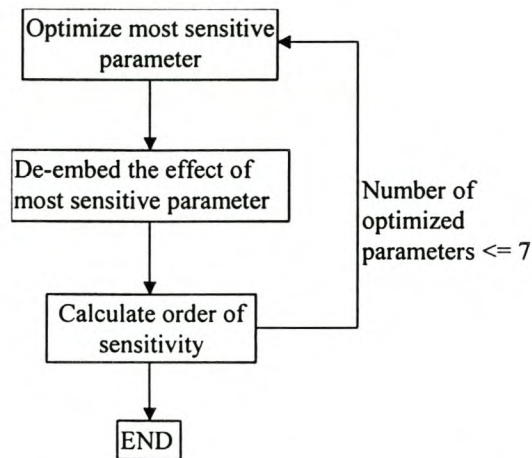 Optimize most sensitive
parameter
De-embed the effect of
most sensitive parameter
Number of
optimized
parameters <= 7
Calculate order of
sensitivity
END